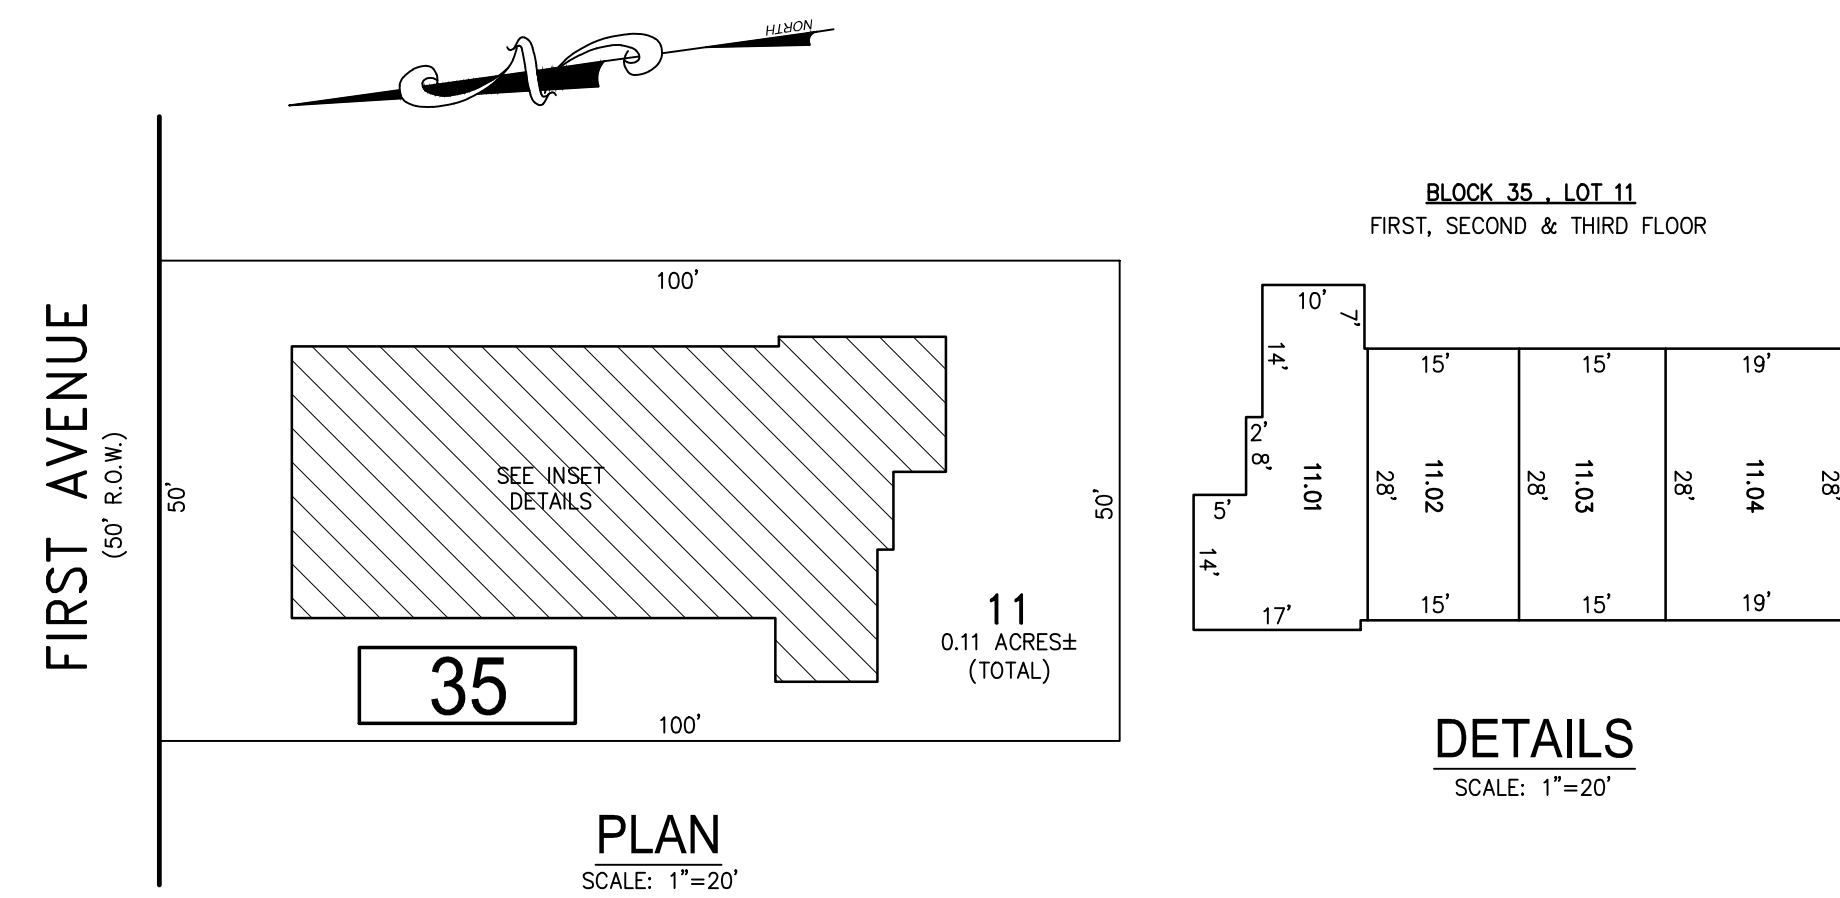 NORTH
FIRST AVENUE
(50' R.O.W.)
50'
100'
SEE INSET
DETAILS
50'
11
0.11 ACRES±
(TOTAL)
35
100'
PLAN
SCALE: 1"=20'
BLOCK 35 , LOT 11
FIRST, SECOND & THIRD FLOOR
10'
7'
14'
2'
8'
5'
14'
17'
11.01
15'
28'
11.02
15'
15'
28'
11.03
15'
19'
28'
11.04
28'
19'
DETAILS
SCALE: 1"=20'